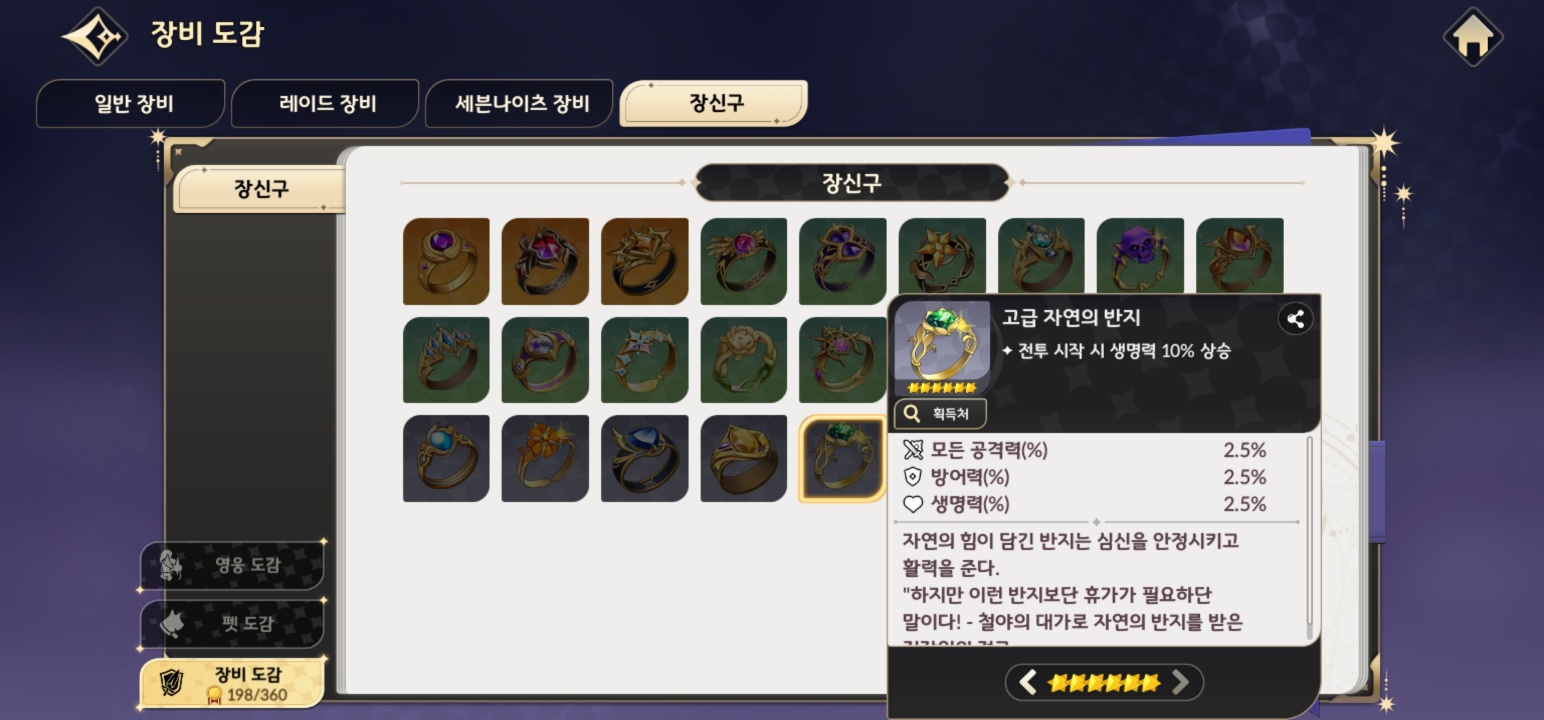 장비 도감
일반 장비
레이드 장비
세븐나이츠 장비
장신구
장신구
장신구
고급 자연의 반지
전투 시작 시 생명력 10% 상승
획득처
모든 공격력(%) 2.5%
방어력(%) 2.5%
생명력(%) 2.5%
자연의 힘이 담긴 반지는 심신을 안정시키고
활력을 준다.
"하지만 이런 반지보단 휴가가 필요하단
말이다! - 철야의 대가로 자연의 반지를 받은
영웅 도감
펫 도감
장비 도감
198/360